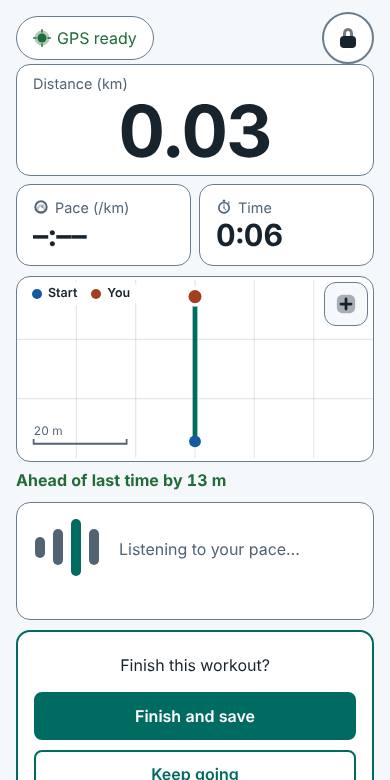 GPS ready
Distance (km)
0.03
Pace (/km)
–:––
Time
0:06
Start
You
20 m
Ahead of last time by 13 m
Listening to your pace...
Finish this workout?
Finish and save
Keep going